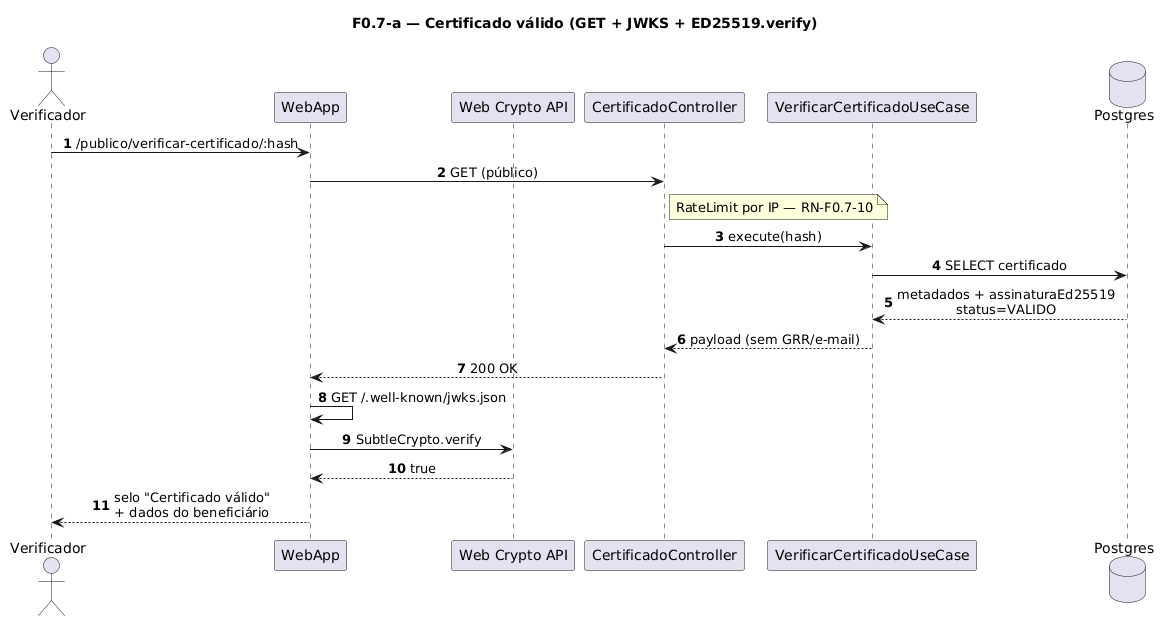 F0.7-a — Certificado válido (GET + JWKS + ED25519.verify)
Verificador
WebApp
Web Crypto API
CertificadoController
VerificarCertificadoUseCase
Postgres
1 /publico/verificar-certificado/:hash
2 GET (público)
RateLimit por IP — RN-F0.7-10
3 execute(hash)
4 SELECT certificado
5 metadados + assinaturaEd25519
status=VALIDO
6 payload (sem GRR/e-mail)
7 200 OK
8 GET /.well-known/jwks.json
9 SubtleCrypto.verify
10 true
11 selo "Certificado válido"
+ dados do beneficiário
Verificador
WebApp
Web Crypto API
CertificadoController
VerificarCertificadoUseCase
Postgres